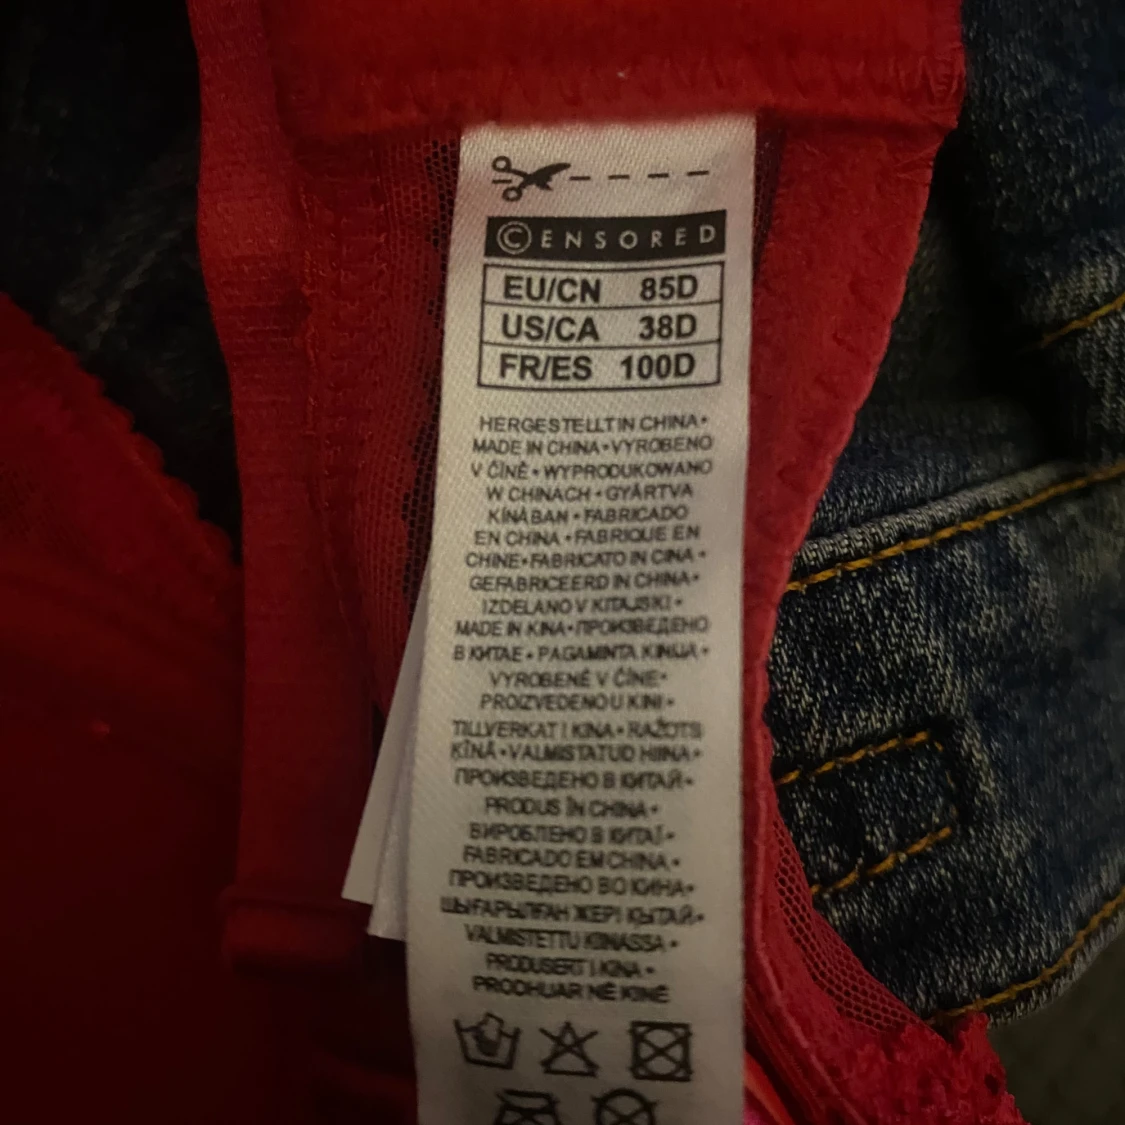 ©ENSORED
EU/CN 85D
US/CA 38D
FR/ES 100D
HERGESTELLT IN CHINA•
MADE IN CHINA•VYROBENO
V ČÍNĚ•WYPRODUKOWANO
W CHINACH•GYÁRTVA
KÍNÁBAN•FABRICADO
EN CHINA•FABRIQUE EN
CHINE•FABRICATO IN CINA•
GEFABRICEERD IN CHINA•
IZDELANO V KITAJSKI•
MADE IN KINA•ПРОИЗВЕДЕНО
В КИТАЕ•PAGAMINTA KINIJA•
VYROBENÉ V ČÍNE•
PROIZVEDENO U KINI•
TILLVERKAT I KINA•RAŽOTS
ĶĪNĀ•VALMISTATUD HIINA•
ПРОИЗВЕДЕНО В КИТАЙ•
PRODUS ÎN CHINA•
ВИРОБЛЕНО В КИТАЇ•
FABRICADO EM CHINA•
ПРОИЗВЕДЕНО ВО КИНА•
ШЫҒАРЫЛҒАН ЖЕРІ ҚЫТАЙ•
VALMISTETTU KIINASSA•
PRODUSERT I KINA•
PRODHUAR NË KINË